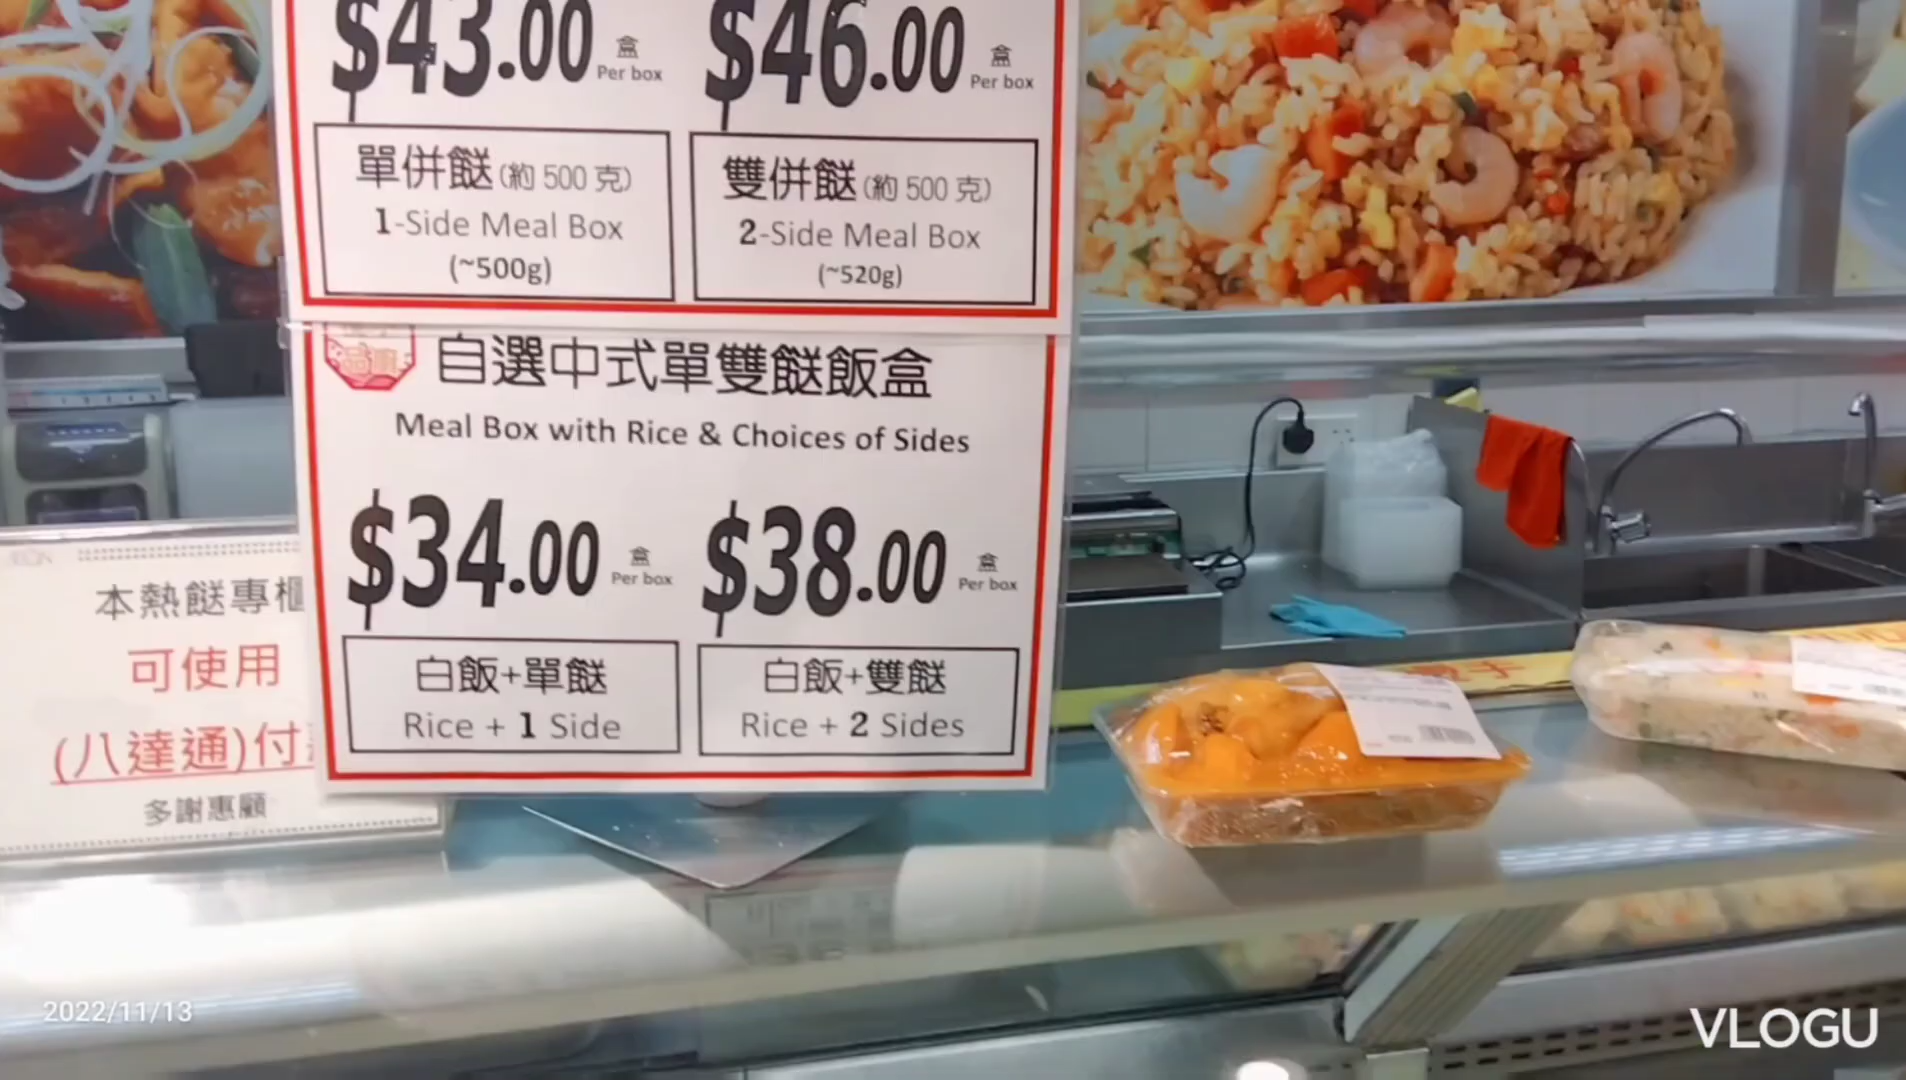 $43.00 盒 Per box
$46.00 盒 Per box
單併餸(約 500 克)
1-Side Meal Box
(~500g)
雙併餸(約 500 克)
2-Side Meal Box
(~520g)
自選中式單雙餸飯盒
Meal Box with Rice & Choices of Sides
$34.00 盒 Per box
$38.00 盒 Per box
白飯+單餸
Rice + 1 Side
白飯+雙餸
Rice + 2 Sides
本熱餸專櫃
可使用
(八達通)付
多謝惠顧
2022/11/13
VLOGU